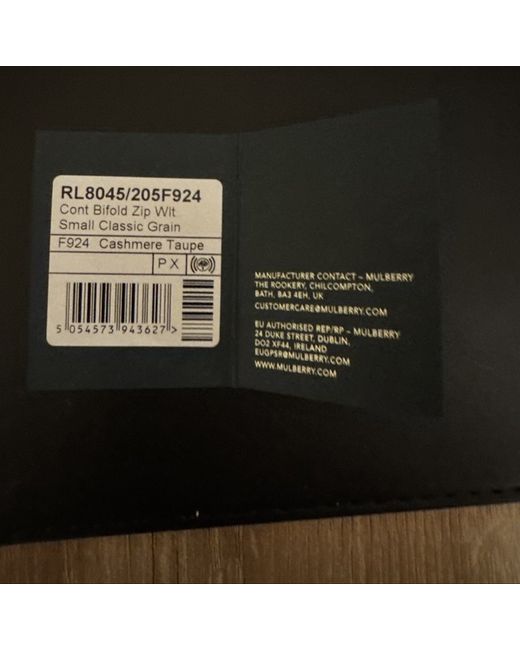 RL8045/205F924
Cont Bifold Zip Wlt
Small Classic Grain
F924 Cashmere Taupe
P X
5 054573 943627 >
MANUFACTURER CONTACT – MULBERRY
THE ROOKERY, CHILCOMPTON,
BATH, BA3 4EH, UK
CUSTOMERCARE@MULBERRY.COM
EU AUTHORISED REP/RP – MULBERRY
24 DUKE STREET, DUBLIN,
DO2 XF44, IRELAND
EUGPSR@MULBERRY.COM
WWW.MULBERRY.COM